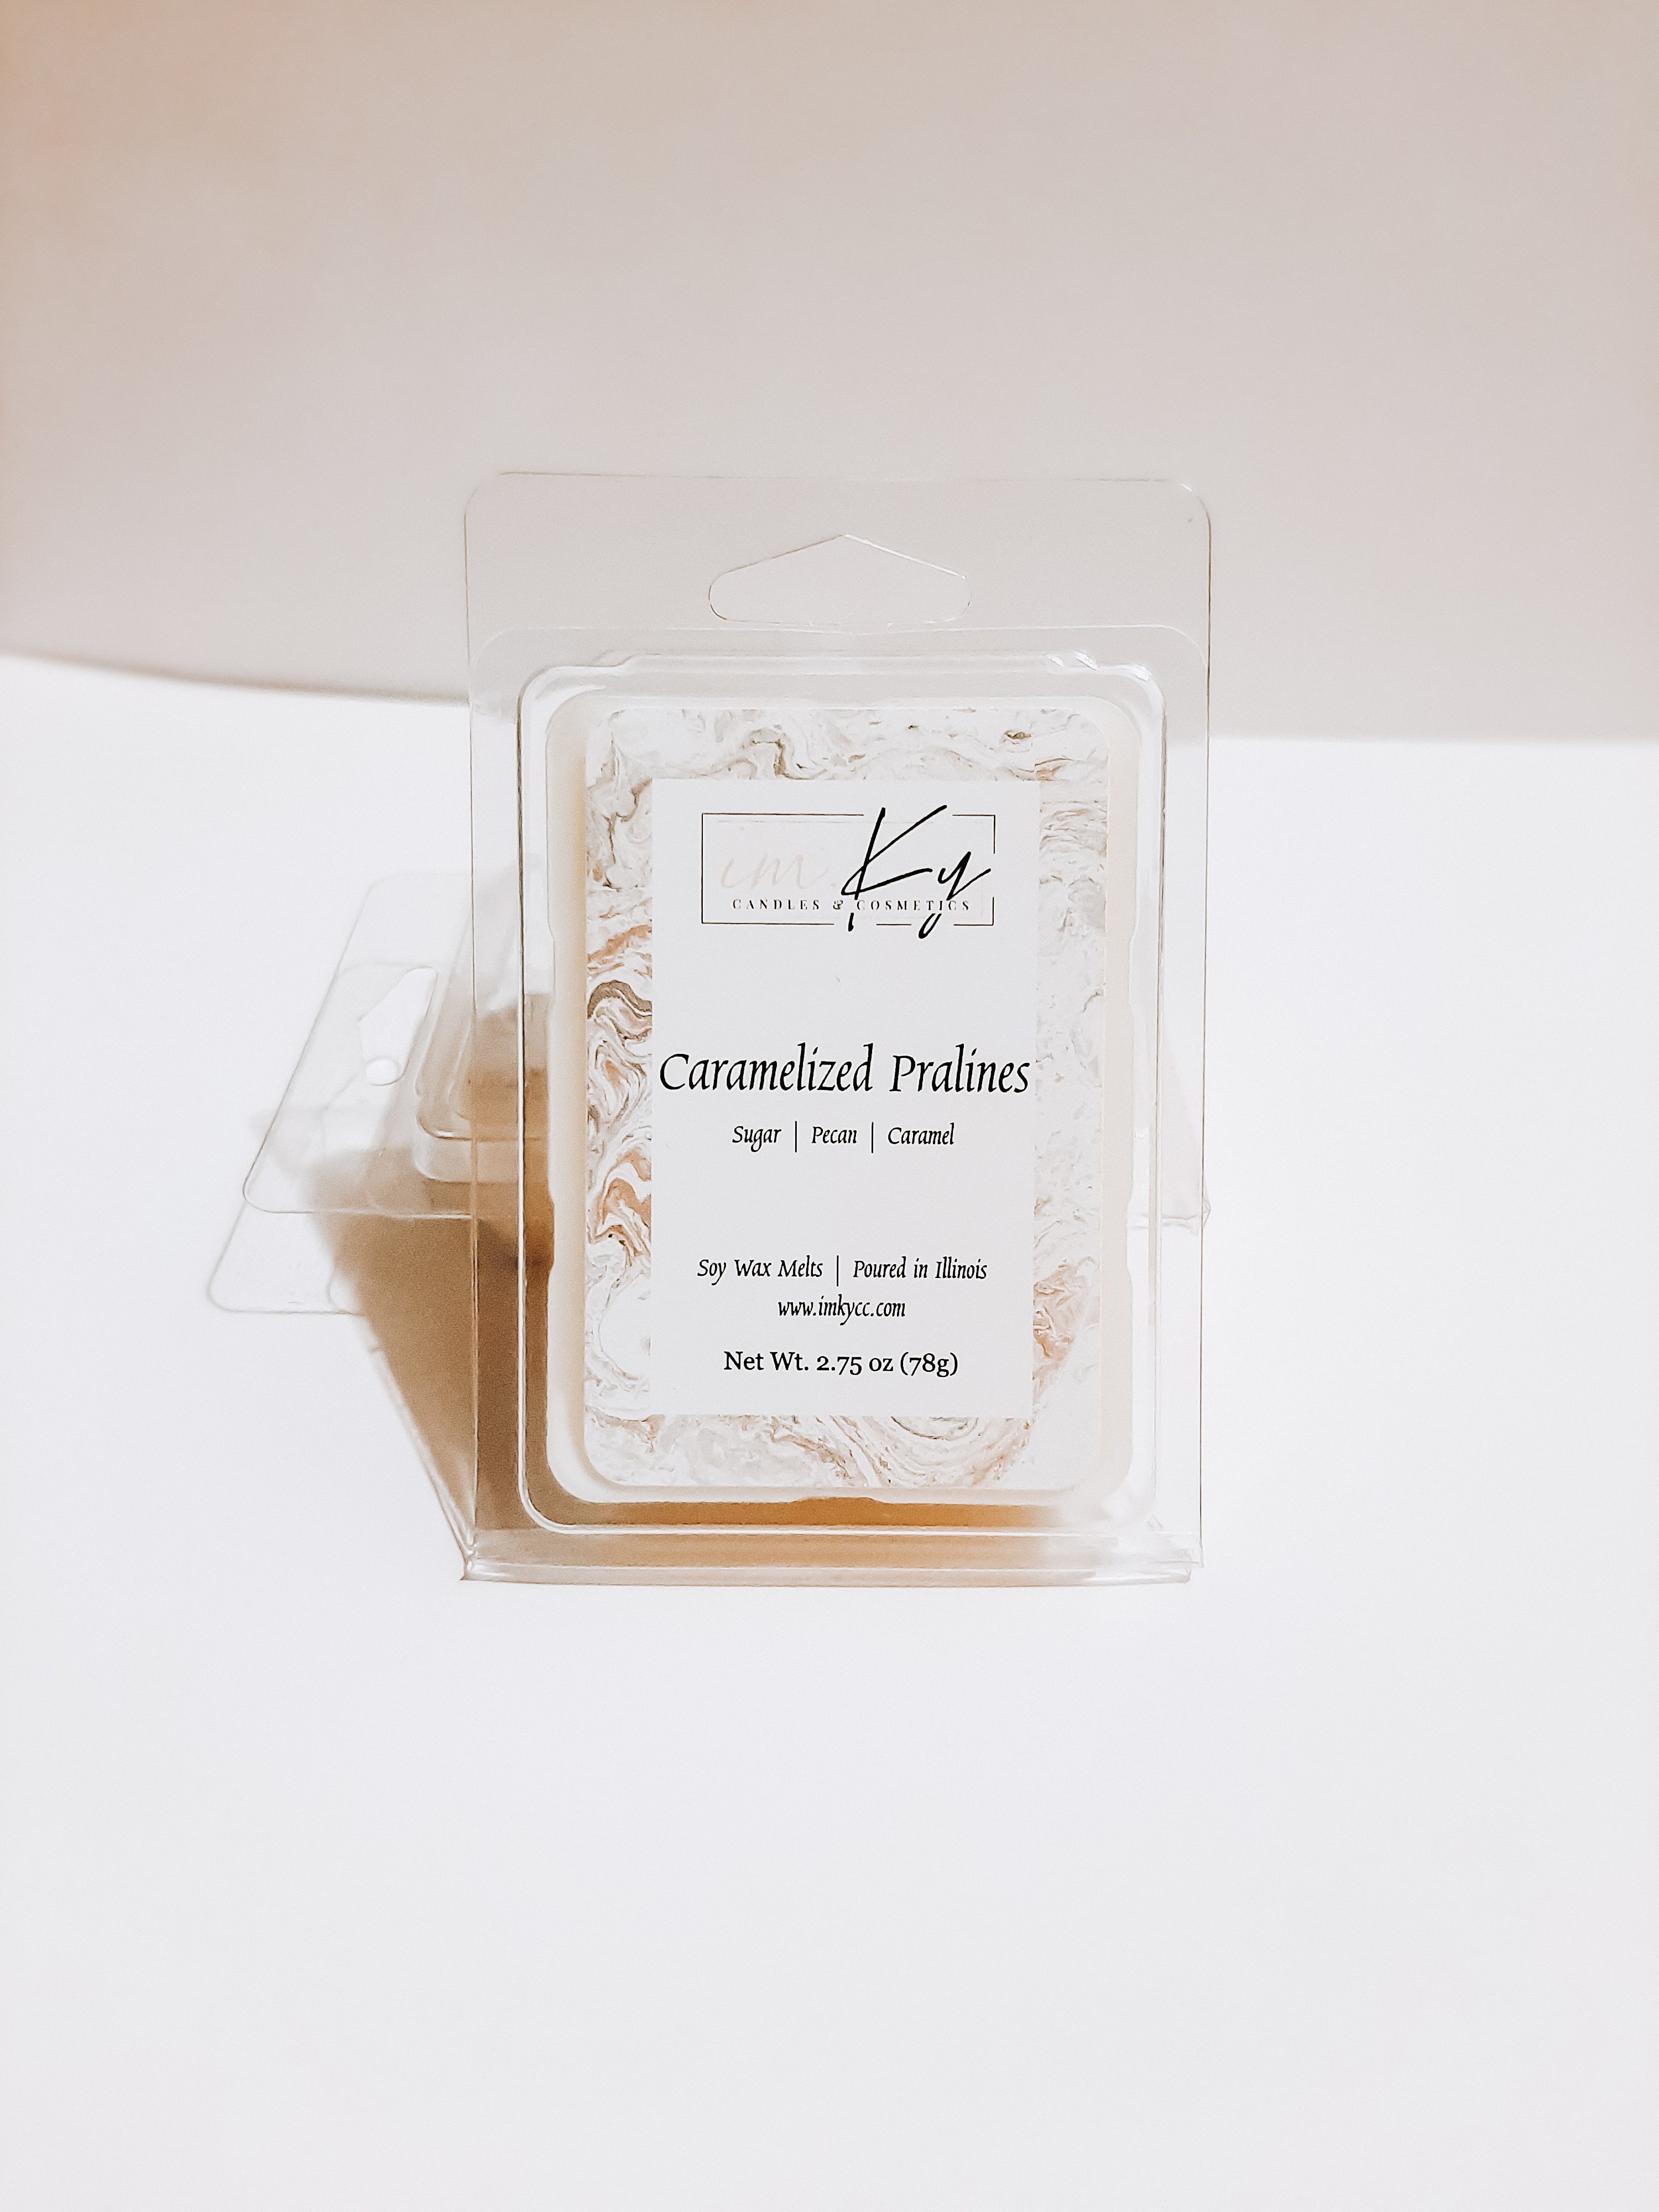 im.Ky
CANDLES & COSMETICS
Caramelized Pralines
Sugar | Pecan | Caramel
Soy Wax Melts | Poured in Illinois
www.imkycc.com
Net Wt. 2.75 oz (78g)